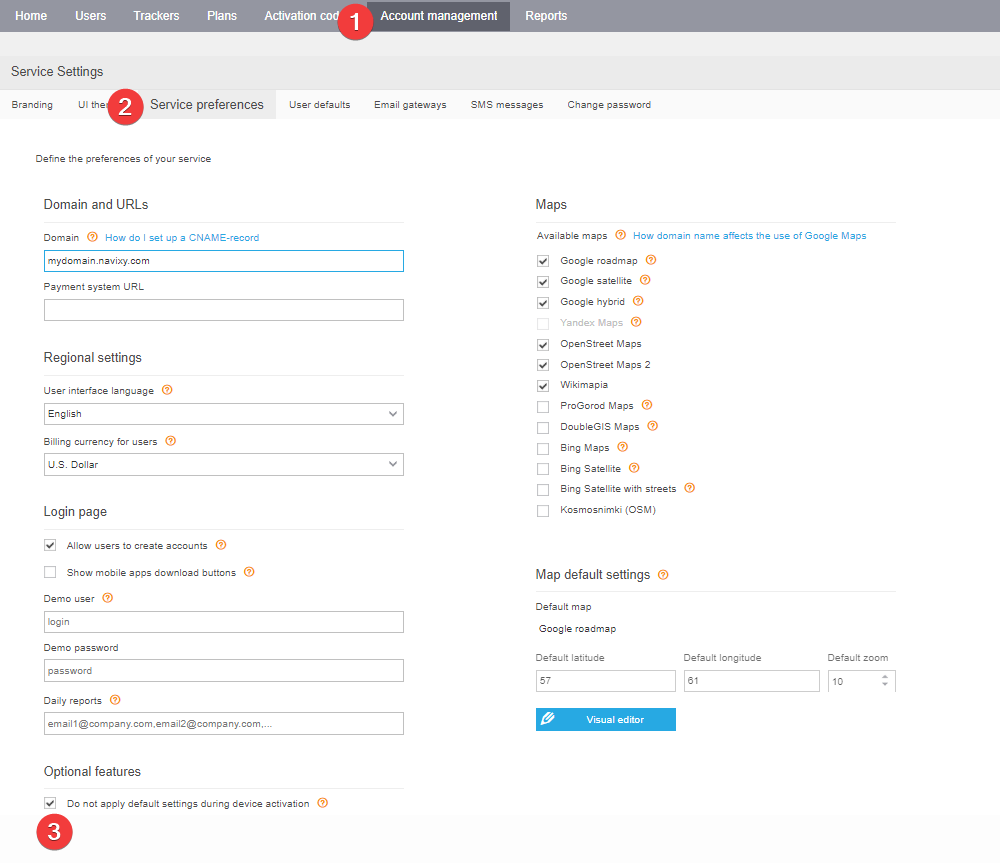 Home Users Trackers Plans Activation cod 1 Account management Reports
Service Settings
Branding UI the 2 Service preferences User defaults Email gateways SMS messages Change password
Define the preferences of your service
Domain and URLs
Domain ? How do I set up a CNAME-record
mydomain.navixy.com
Payment system URL
Regional settings
User interface language ?
English
Billing currency for users ?
U.S. Dollar
Login page
Allow users to create accounts ?
Show mobile apps download buttons ?
Demo user ?
login
Demo password
password
Daily reports ?
email1@company.com,email2@company.com,...
Optional features
Do not apply default settings during device activation ?
3
Maps
Available maps ? How domain name affects the use of Google Maps
Google roadmap ?
Google satellite ?
Google hybrid ?
Yandex Maps ?
OpenStreet Maps
OpenStreet Maps 2
Wikimapia
ProGorod Maps ?
DoubleGIS Maps ?
Bing Maps ?
Bing Satellite ?
Bing Satellite with streets ?
Kosmosnimki (OSM)
Map default settings ?
Default map
Google roadmap
Default latitude Default longitude Default zoom
57 61 10
Visual editor